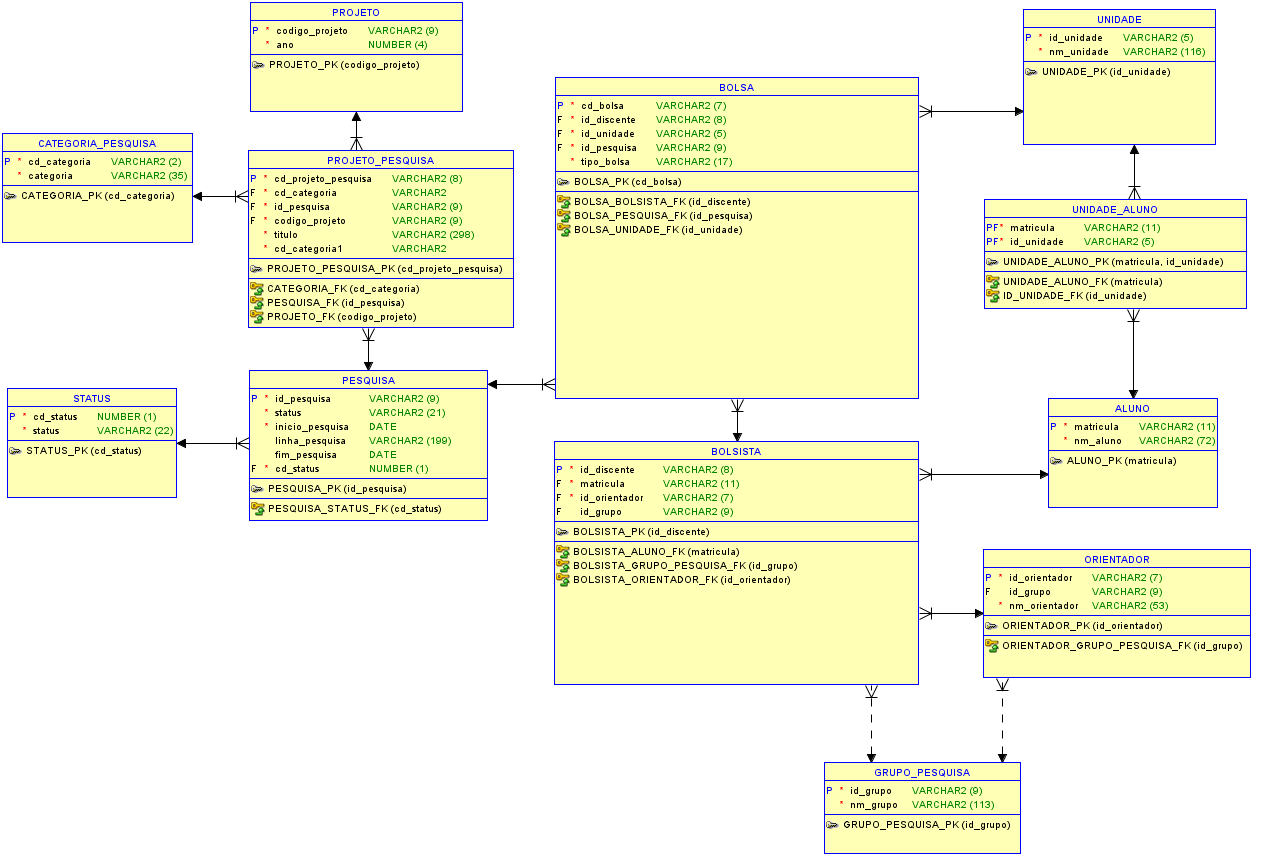 PROJETO
P * codigo_projeto VARCHAR2 (9)
* ano NUMBER (4)
PROJETO_PK (codigo_projeto)
CATEGORIA_PESQUISA
P * cd_categoria VARCHAR2 (2)
* categoria VARCHAR2 (35)
CATEGORIA_PK (cd_categoria)
PROJETO_PESQUISA
P * cd_projeto_pesquisa VARCHAR2 (8)
F * cd_categoria VARCHAR2
F * id_pesquisa VARCHAR2 (9)
F * codigo_projeto VARCHAR2 (9)
* titulo VARCHAR2 (298)
* cd_categoria1 VARCHAR2
PROJETO_PESQUISA_PK (cd_projeto_pesquisa)
CATEGORIA_FK (cd_categoria)
PESQUISA_FK (id_pesquisa)
PROJETO_FK (codigo_projeto)
STATUS
P * cd_status NUMBER (1)
* status VARCHAR2 (22)
STATUS_PK (cd_status)
PESQUISA
P * id_pesquisa VARCHAR2 (9)
* status VARCHAR2 (21)
* inicio_pesquisa DATE
linha_pesquisa VARCHAR2 (199)
fim_pesquisa DATE
F * cd_status NUMBER (1)
PESQUISA_PK (id_pesquisa)
PESQUISA_STATUS_FK (cd_status)
BOLSA
P * cd_bolsa VARCHAR2 (7)
F * id_discente VARCHAR2 (8)
F * id_unidade VARCHAR2 (5)
F * id_pesquisa VARCHAR2 (9)
* tipo_bolsa VARCHAR2 (17)
BOLSA_PK (cd_bolsa)
BOLSA_BOLSISTA_FK (id_discente)
BOLSA_PESQUISA_FK (id_pesquisa)
BOLSA_UNIDADE_FK (id_unidade)
BOLSISTA
P * id_discente VARCHAR2 (8)
F * matricula VARCHAR2 (11)
F * id_orientador VARCHAR2 (7)
F id_grupo VARCHAR2 (9)
BOLSISTA_PK (id_discente)
BOLSISTA_ALUNO_FK (matricula)
BOLSISTA_GRUPO_PESQUISA_FK (id_grupo)
BOLSISTA_ORIENTADOR_FK (id_orientador)
UNIDADE
P * id_unidade VARCHAR2 (5)
* nm_unidade VARCHAR2 (116)
UNIDADE_PK (id_unidade)
UNIDADE_ALUNO
PF* matricula VARCHAR2 (11)
PF* id_unidade VARCHAR2 (5)
UNIDADE_ALUNO_PK (matricula, id_unidade)
UNIDADE_ALUNO_FK (matricula)
ID_UNIDADE_FK (id_unidade)
ALUNO
P * matricula VARCHAR2 (11)
* nm_aluno VARCHAR2 (72)
ALUNO_PK (matricula)
ORIENTADOR
P * id_orientador VARCHAR2 (7)
F id_grupo VARCHAR2 (9)
* nm_orientador VARCHAR2 (53)
ORIENTADOR_PK (id_orientador)
ORIENTADOR_GRUPO_PESQUISA_FK (id_grupo)
GRUPO_PESQUISA
P * id_grupo VARCHAR2 (9)
* nm_grupo VARCHAR2 (113)
GRUPO_PESQUISA_PK (id_grupo)